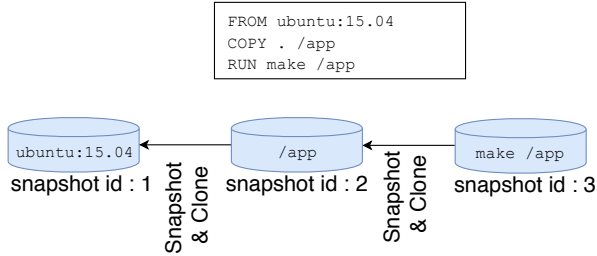 FROM ubuntu:15.04
COPY . /app
RUN make /app
ubuntu:15.04
/app
make /app
snapshot id : 1
snapshot id : 2
snapshot id : 3
Snapshot
& Clone
Snapshot
& Clone